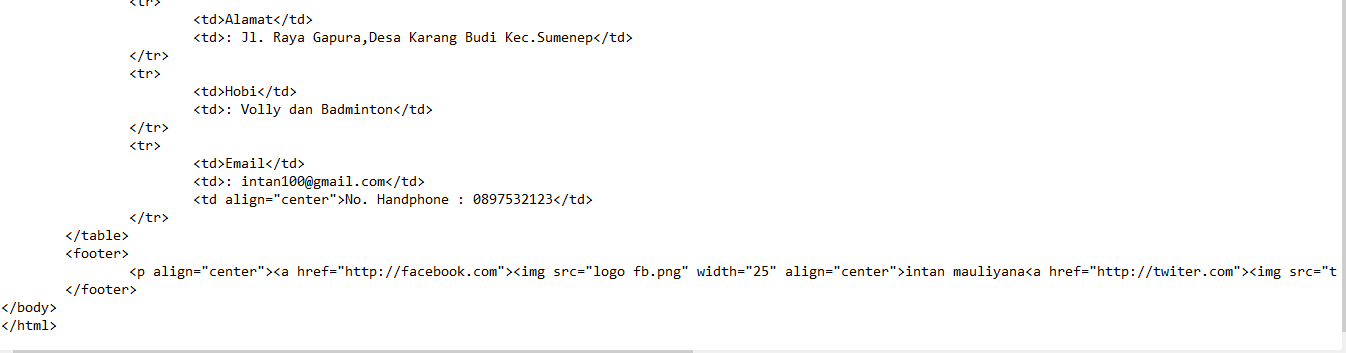 <tr>
<td>Alamat</td>
<td>: Jl. Raya Gapura,Desa Karang Budi Kec.Sumenep</td>
</tr>
<tr>
<td>Hobi</td>
<td>: Volly dan Badminton</td>
</tr>
<tr>
<td>Email</td>
<td>: intan100@gmail.com</td>
<td align="center">No. Handphone : 0897532123</td>
</tr>
</table>
<footer>
<p align="center"><a href="http://facebook.com"><img src="logo fb.png" width="25" align="center">intan mauliyana<a href="http://twiter.com"><img src="t
</footer>
</body>
</html>